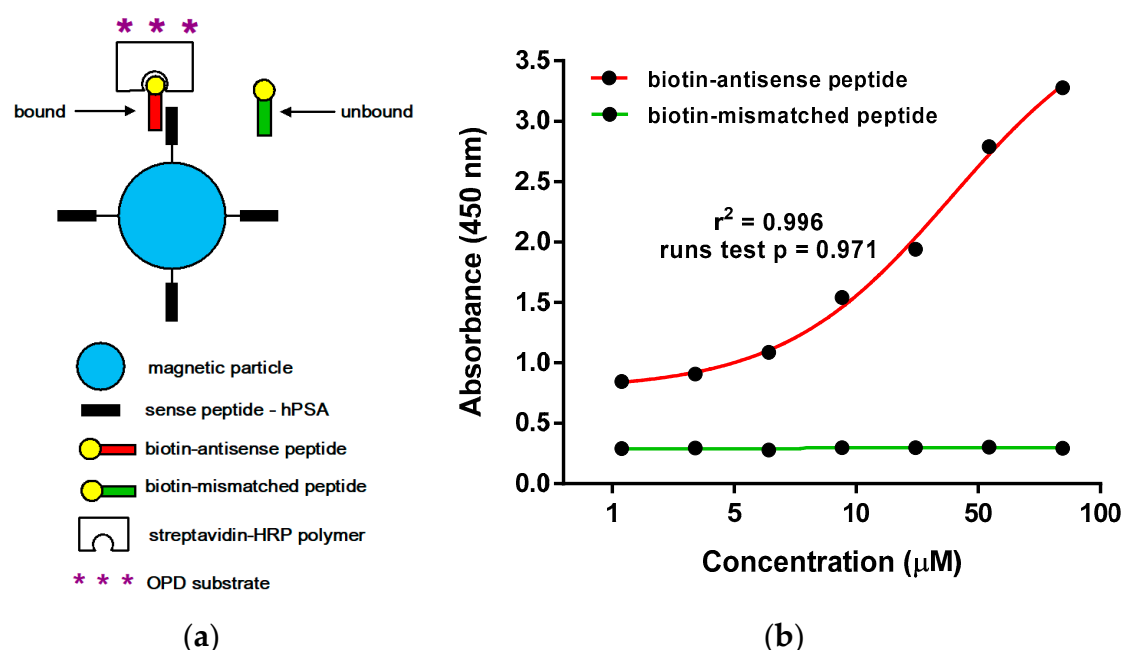 * * *
bound
unbound
magnetic particle
sense peptide - hPSA
biotin-antisense peptide
biotin-mismatched peptide
streptavidin-HRP polymer
* * * OPD substrate
(a)
3.5
3.0
2.5
2.0
1.5
1.0
0.5
0.0
Absorbance (450 nm)
biotin-antisense peptide
biotin-mismatched peptide
r² = 0.996
runs test p = 0.971
1 5 10 50 100
Concentration (μM)
(b)